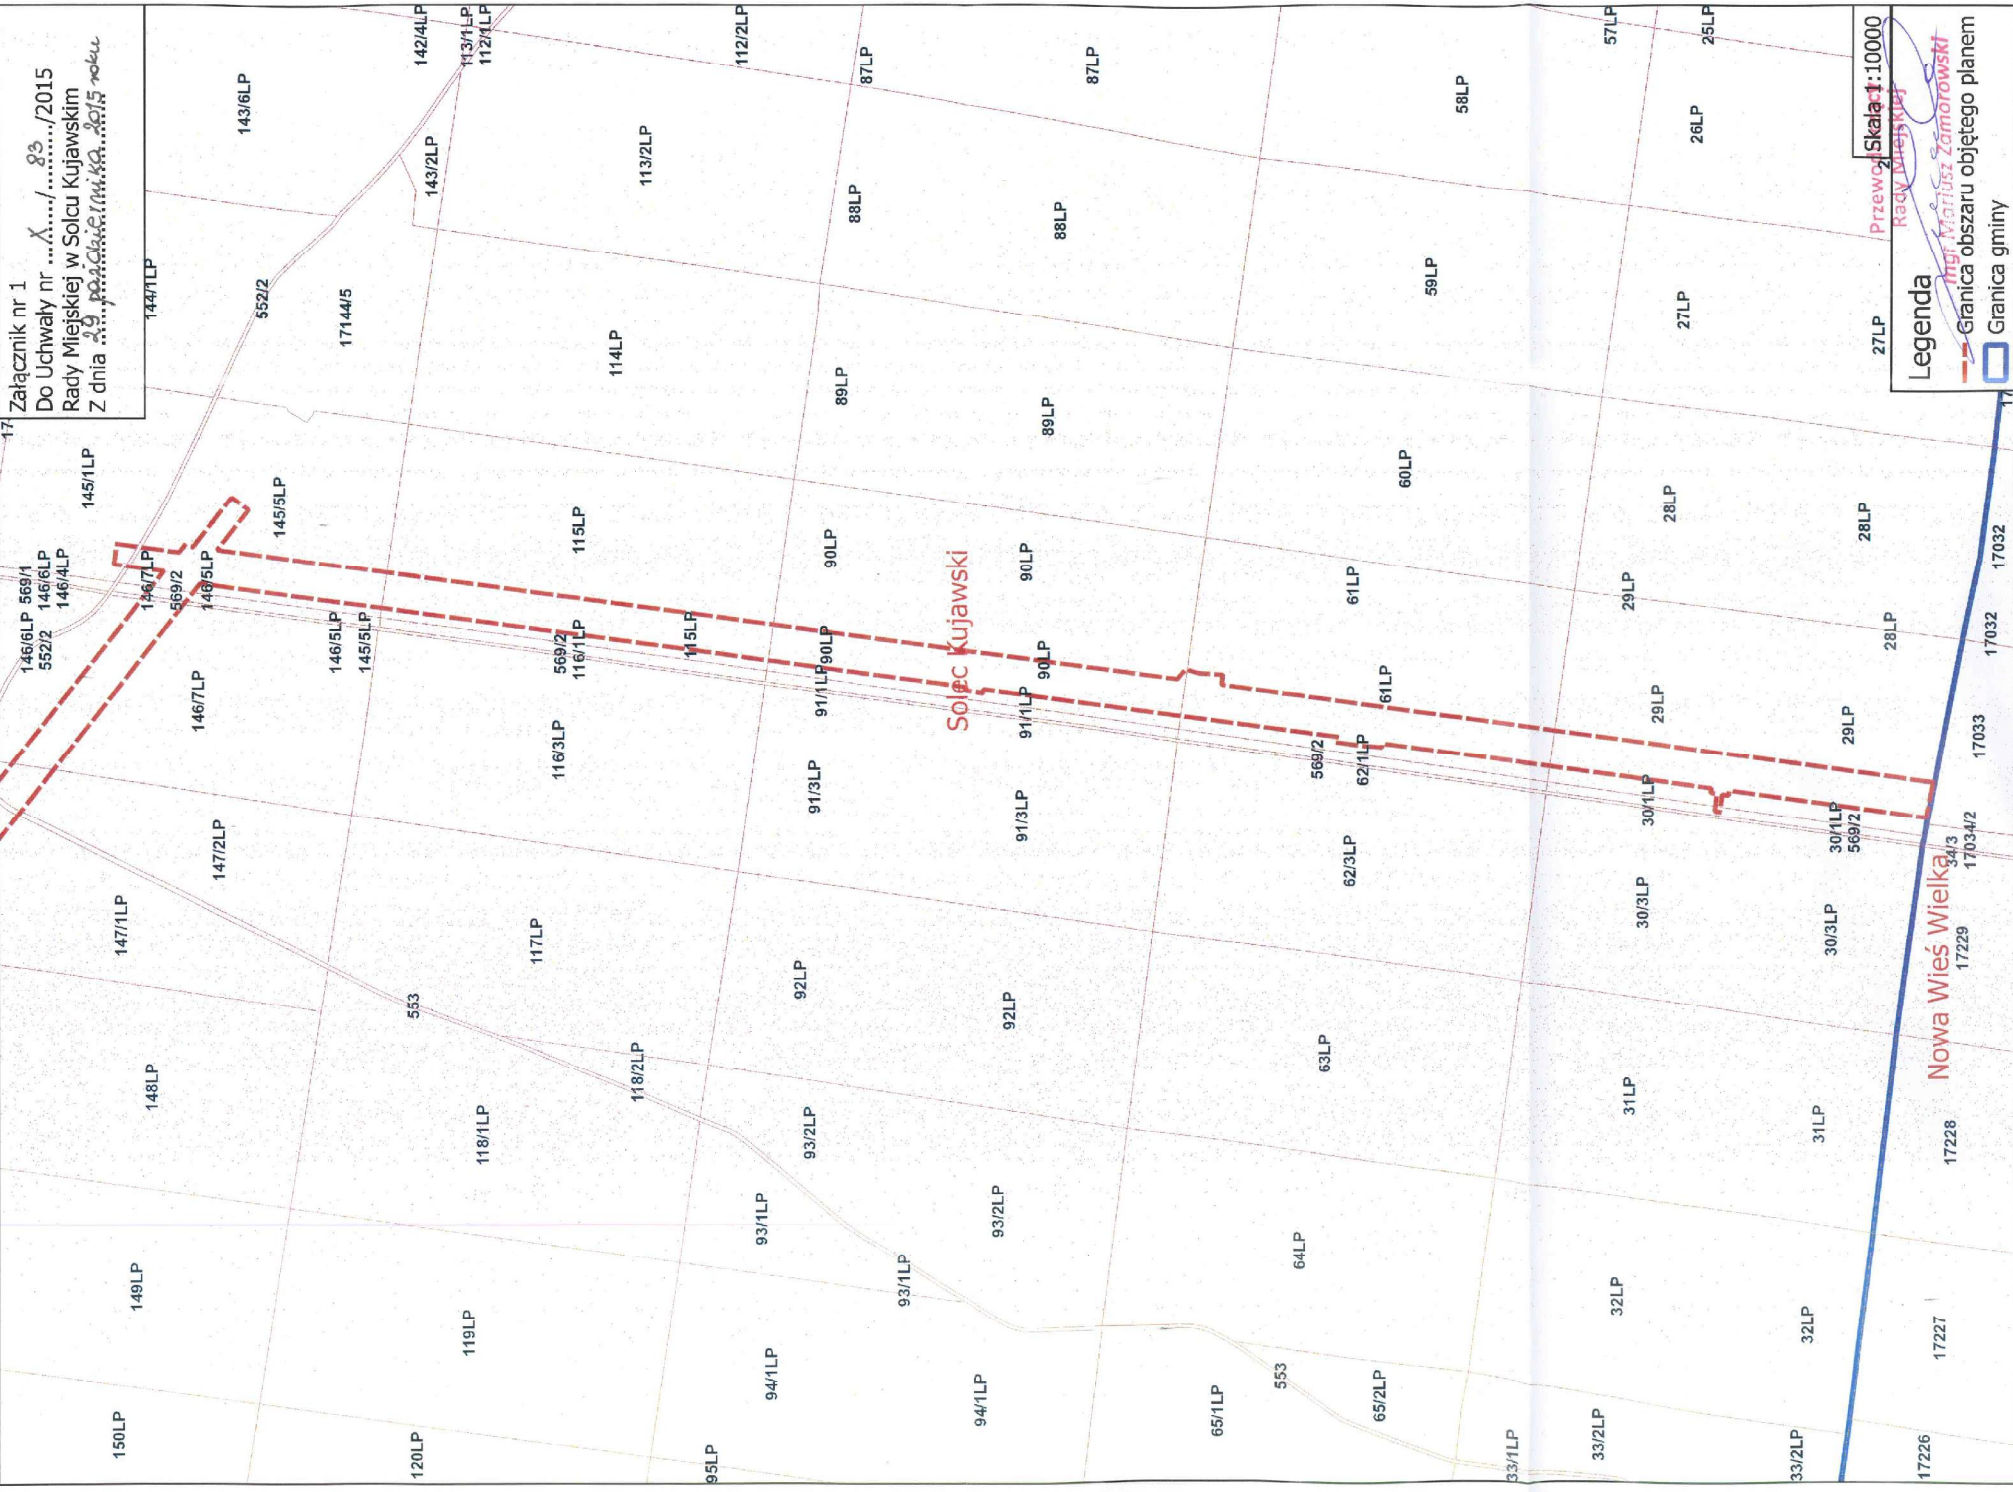 Załącznik nr 1
Do Uchwały nr ....X...../....83..../2015
Rady Miejskiej w Solcu Kujawskim
Z dnia ....29 października 2015 roku
17
150LP
149LP
148LP
147/1LP
147/2LP
146/7LP
146/6LP 569/1
552/2 146/6LP
146/4LP
145/1LP
146/7LP
569/2
146/5LP
145/5LP
144/1LP
552/2
17144/5
143/6LP
142/4LP
113/1LP
112/1LP
143/2LP
112/2LP
120LP
119LP
118/1LP
553
117LP
118/2LP
116/3LP
146/5LP
145/5LP
569/2
116/1LP
115LP
115LP
114LP
113/2LP
95LP
94/1LP
93/1LP
93/2LP
92LP
91/3LP
91/1LP
90LP
90LP
89LP
88LP
87LP
94/1LP
93/1LP
93/2LP
92LP
91/3LP
91/1LP
90LP
90LP
89LP
88LP
87LP
Solec Kujawski
65/1LP
553
65/2LP
64LP
63LP
62/3LP
569/2
62/1LP
61LP
61LP
60LP
59LP
58LP
57LP
33/1LP
33/2LP
32LP
31LP
30/3LP
30/1LP
29LP
29LP
28LP
27LP
26LP
25LP
33/2LP
32LP
31LP
30/3LP
30/1LP
569/2
29LP
28LP
28LP
27LP
Nowa Wieś Wielka
17226
17227
17228
17229
34/3
17034/2
17033
17032
17032
17
Skala 1:10000
2
Przewodniczący
Rady Miejskiej
mgr Mariusz Zamorowski
Legenda
Granica obszaru objętego planem
Granica gminy